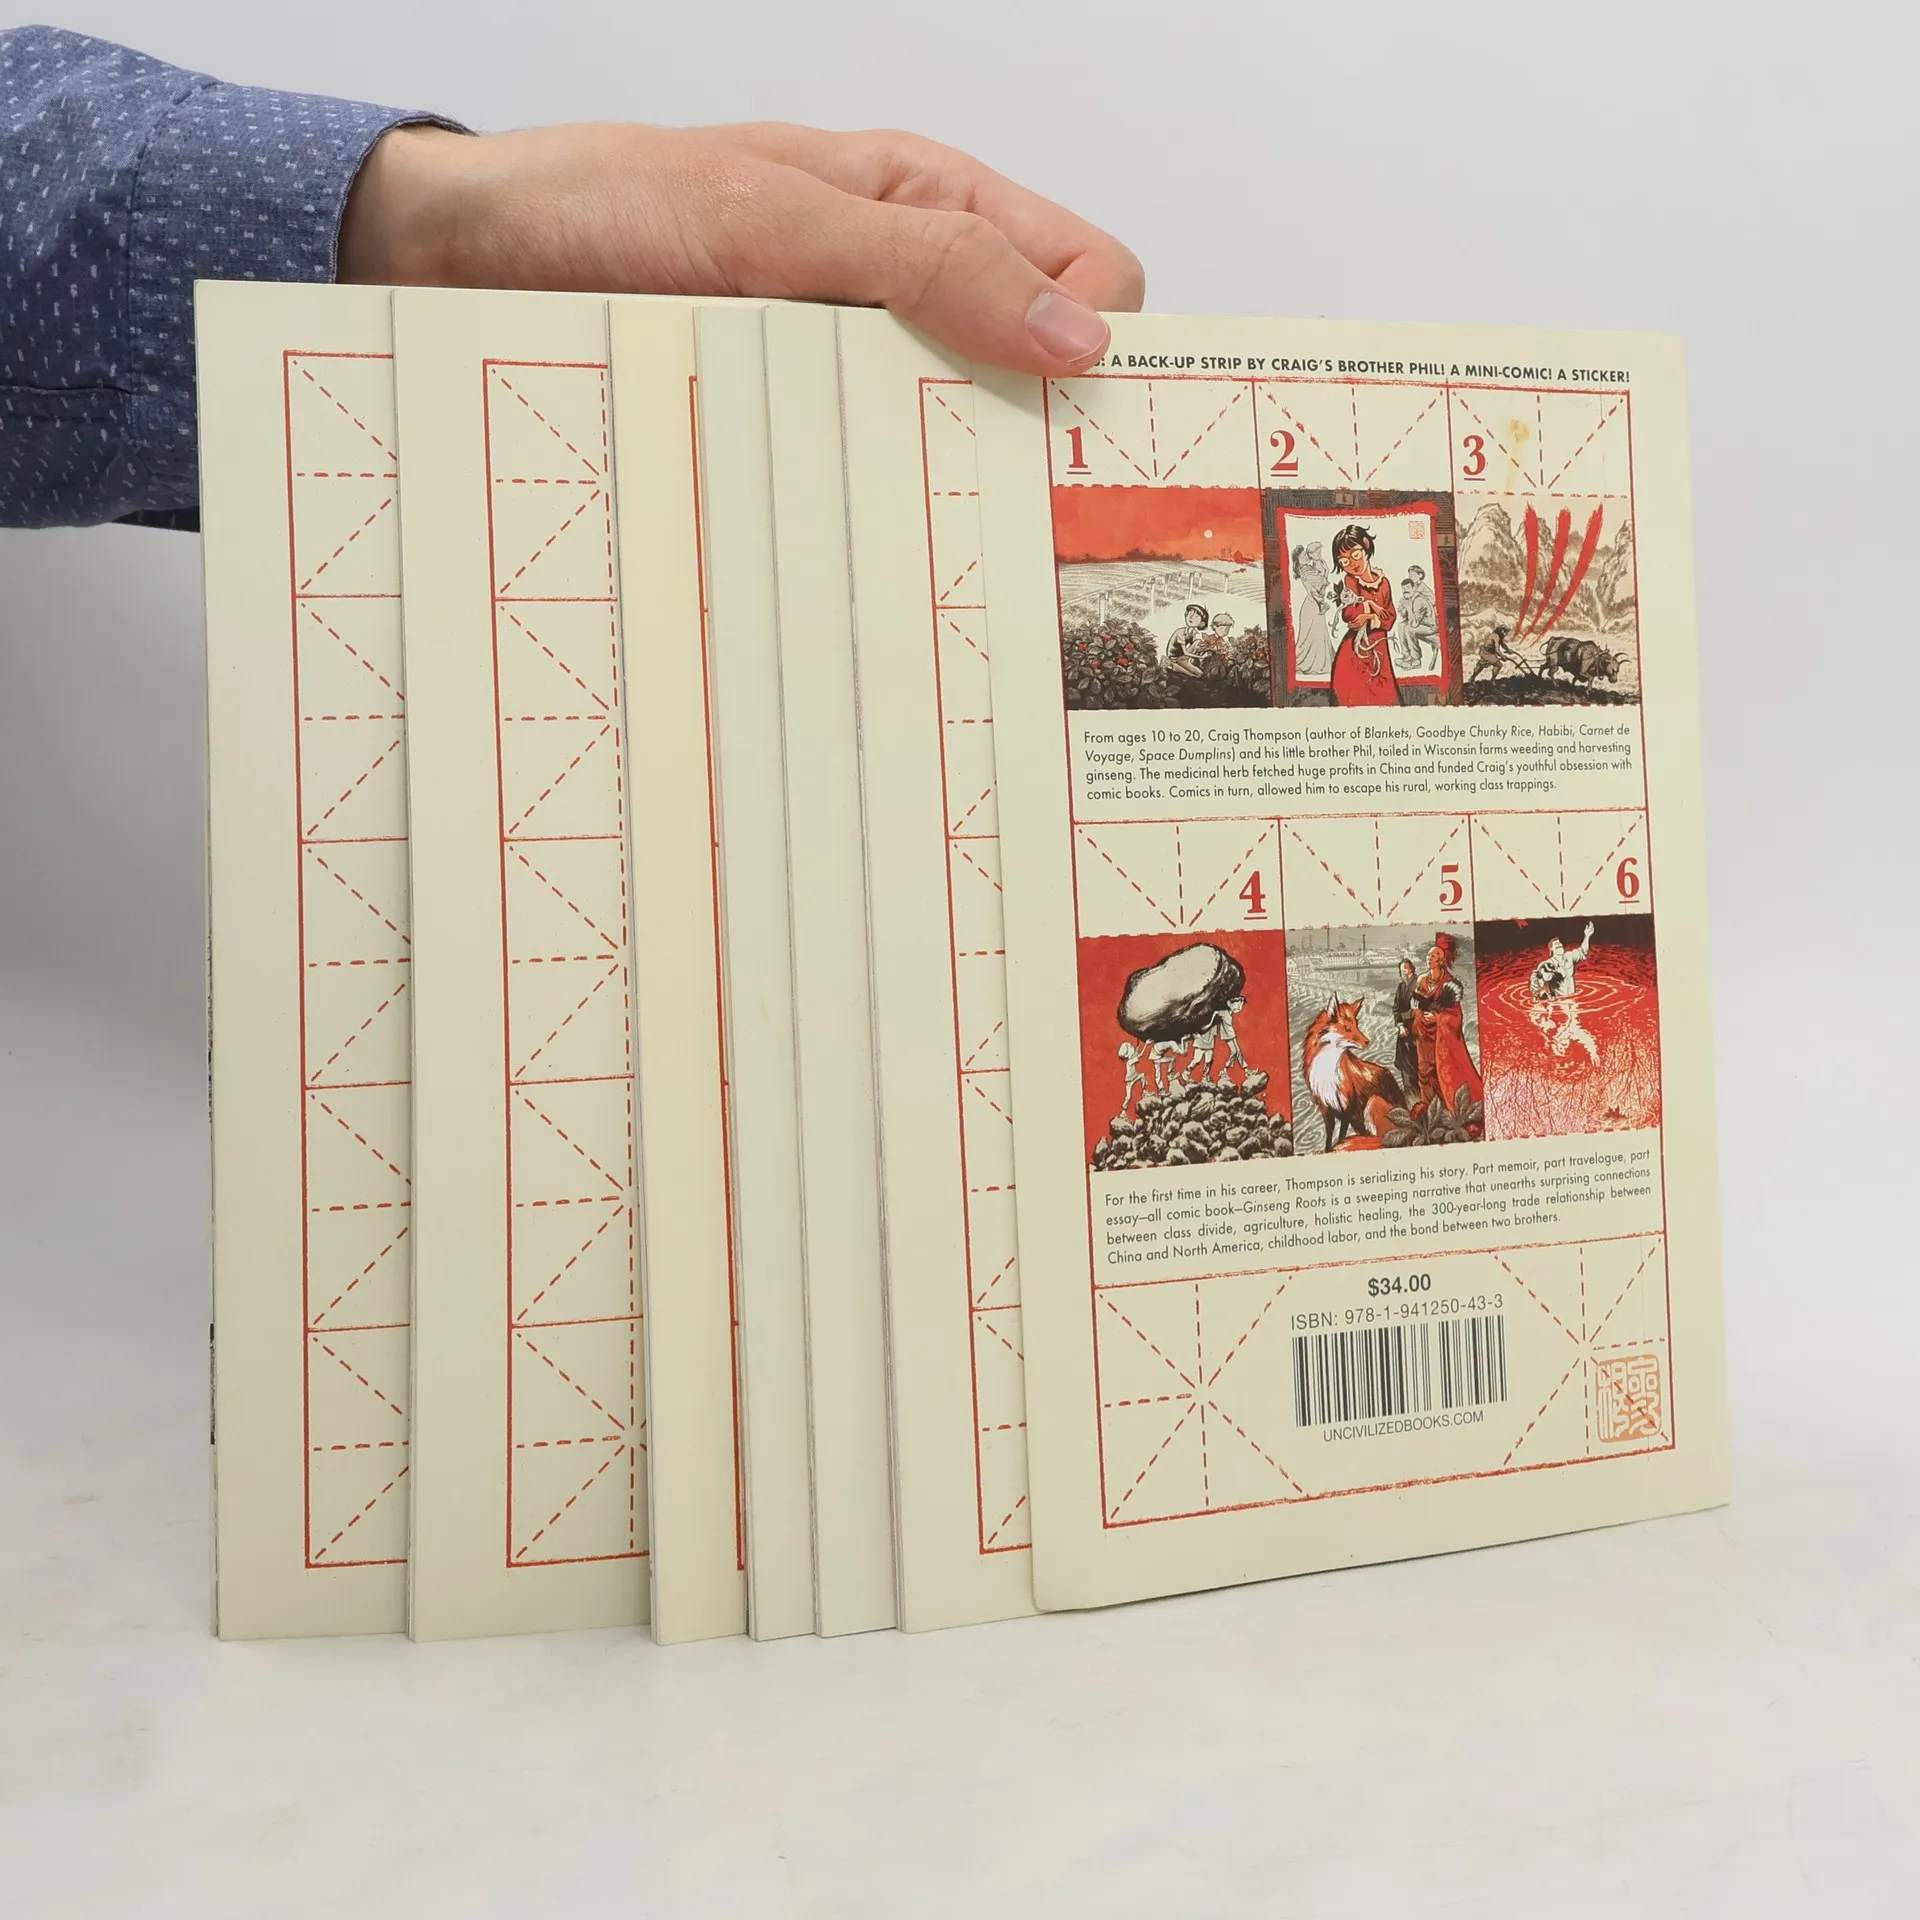 A BACK-UP STRIP BY CRAIG'S BROTHER PHIL! A MINI-COMIC! A STICKER!
1
2
3
From ages 10 to 20, Craig Thompson (author of Blankets, Goodbye Chunky Rice, Habibi, Carnet de
Voyage, Space Dumplins) and his little brother Phil, toiled in Wisconsin farms weeding and harvesting
ginseng. The medicinal herb fetched huge profits in China and funded Craig's youthful obsession with
comic books. Comics in turn, allowed him to escape his rural, working class trappings.
4
5
6
For the first time in his career, Thompson is serializing his story. Part memoir, part travelogue, part
essay—all comic book—Ginseng Roots is a sweeping narrative that unearths surprising connections
between class divide, agriculture, holistic healing, the 300-year-long trade relationship between
China and North America, childhood labor, and the bond between two brothers.
$34.00
ISBN: 978-1-941250-43-3
UNCIVILIZEDBOOKS.COM